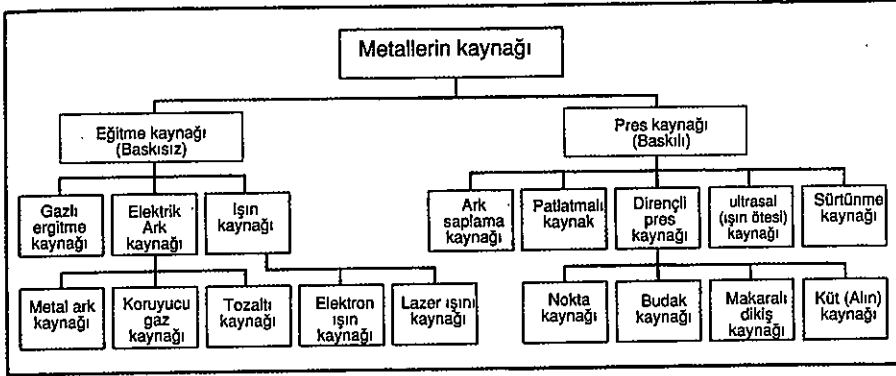 Metallerin kaynağı
Eğitme kaynağı
(Baskısız)
Pres kaynağı
(Baskılı)
Gazlı
ergitme
kaynağı
Elektrik
Ark
kaynağı
Işın
kaynağı
Ark
saplama
kaynağı
Patlatmalı
kaynak
Dirençli
pres
kaynağı
ultrasal
(ışın ötesi)
kaynağı
Sürtünme
kaynağı
Metal ark
kaynağı
Koruyucu
gaz
kaynağı
Tozaltı
kaynağı
Elektron
ışın
kaynağı
Lazer ışını
kaynağı
Nokta
kaynağı
Budak
kaynağı
Makaralı
dikiş
kaynağı
Küt (Alın)
kaynağı